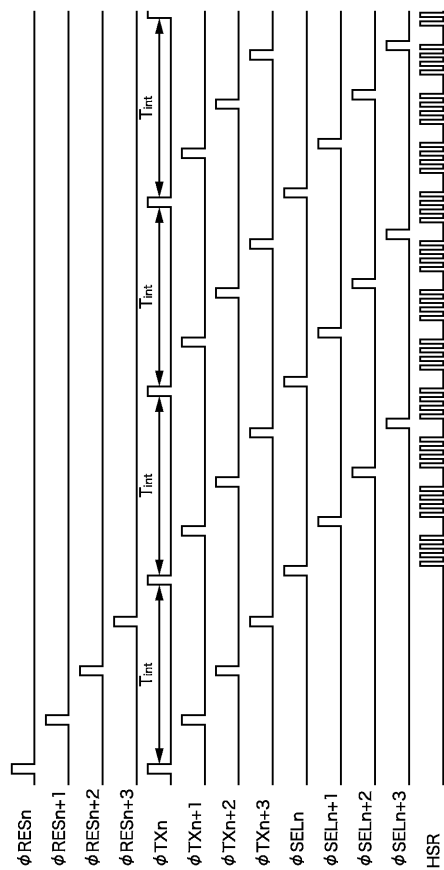 φRESn
φRESn+1
φRESn+2
φRESn+3
φTXn
Tint
Tint
Tint
Tint
φTXn+1
φTXn+2
φTXn+3
φSELn
φSELn+1
φSELn+2
φSELn+3
HSR